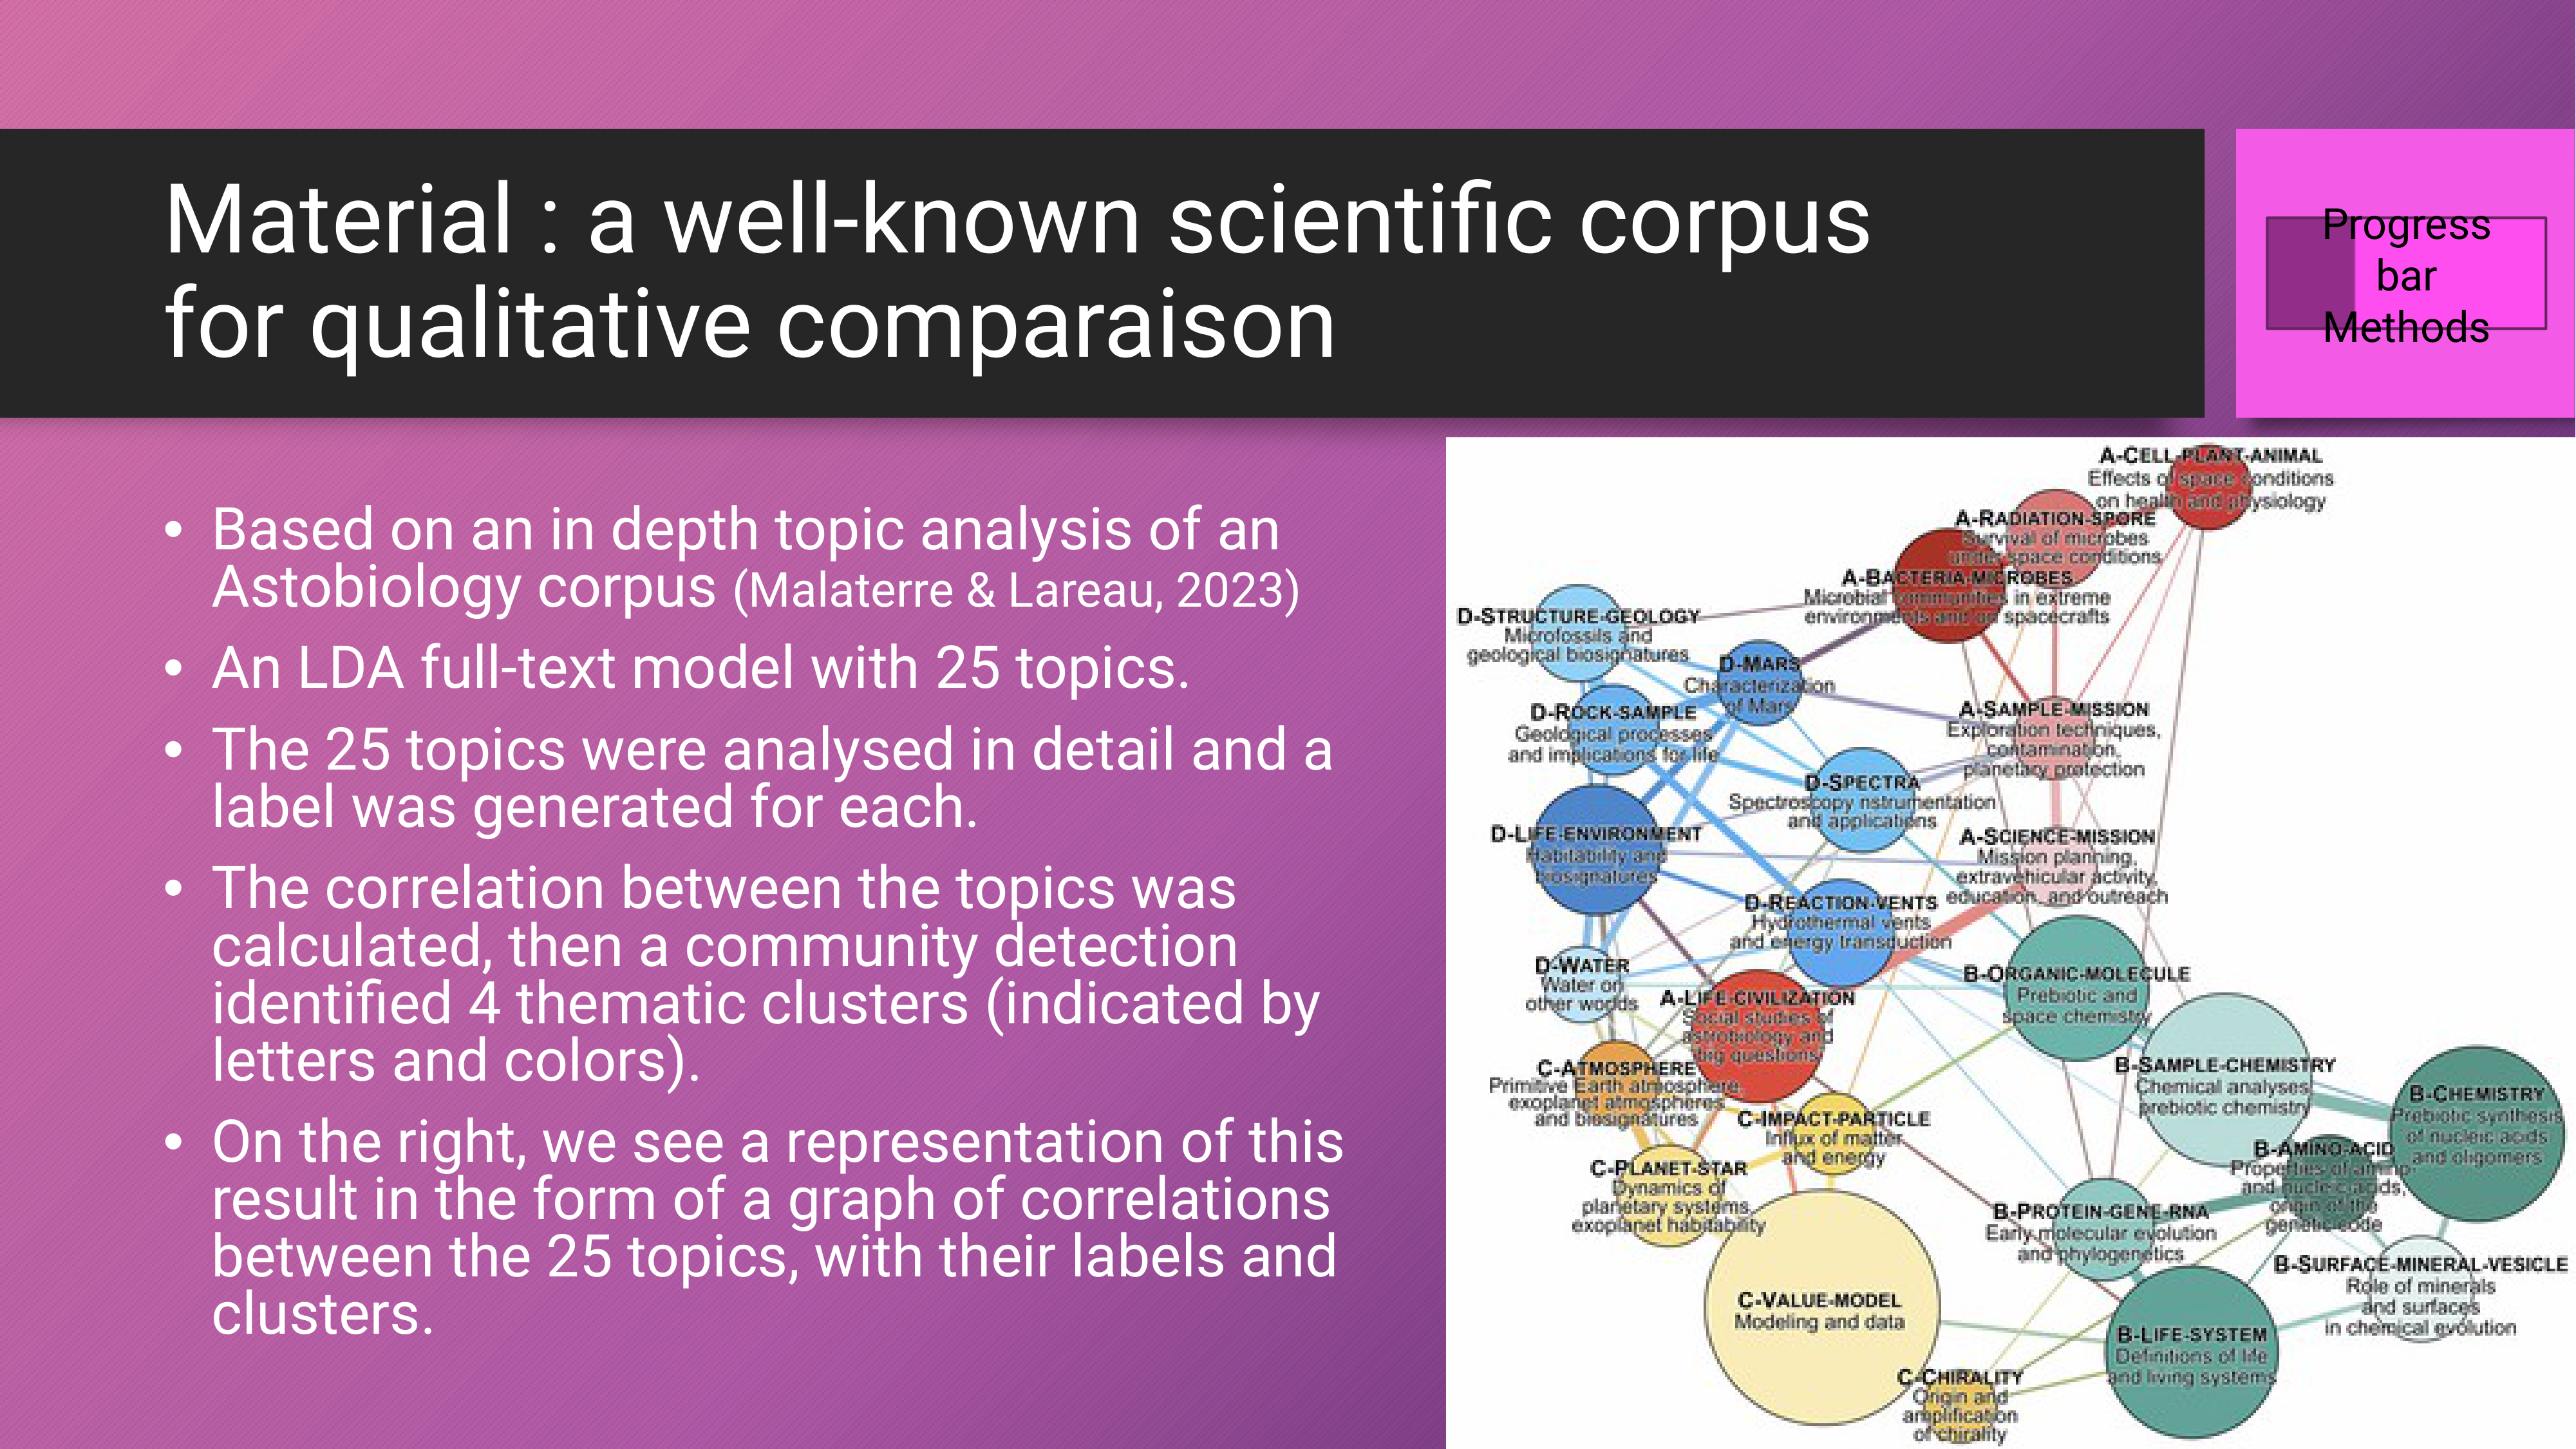 Material : a well-known scientific corpus
for qualitative comparaison
Progress
bar
Methods
• Based on an in depth topic analysis of an
Astobiology corpus (Malaterre & Lareau, 2023)
• An LDA full-text model with 25 topics.
• The 25 topics were analysed in detail and a
label was generated for each.
• The correlation between the topics was
calculated, then a community detection
identified 4 thematic clusters (indicated by
letters and colors).
• On the right, we see a representation of this
result in the form of a graph of correlations
between the 25 topics, with their labels and
clusters.
A-CELL-PLANT-ANIMAL
Effects of space conditions
on health and physiology
A-RADIATION-SPORE
Survival of microbes
under space conditions
A-BACTERIA-MICROBES
Microbial communities in extreme
environments and on spacecrafts
D-STRUCTURE-GEOLOGY
Microfossils and
geological biosignatures
D-MARS
Characterization
of Mars
D-ROCK-SAMPLE
Geological processes
and implications for life
A-SAMPLE-MISSION
Exploration techniques,
contamination,
planetary protection
D-SPECTRA
Spectroscopy nstrumentation
and applications
D-LIFE-ENVIRONMENT
Habitability and
biosignatures
A-SCIENCE-MISSION
Mission planning,
extravehicular activity,
education, and outreach
D-REACTION-VENTS
Hydrothermal vents
and energy transduction
D-WATER
Water on
other worlds
A-LIFE-CIVILIZATION
Social studies of
astrobiology and
big questions
B-ORGANIC-MOLECULE
Prebiotic and
space chemistry
C-ATMOSPHERE
Primitive Earth atmosphere,
exoplanet atmospheres
and biosignatures
B-SAMPLE-CHEMISTRY
Chemical analyses
prebiotic chemistry
B-CHEMISTRY
Prebiotic synthesis
of nucleic acids
and oligomers
C-IMPACT-PARTICLE
Influx of matter
and energy
B-AMINO-ACID
Properties of amino-
and nucleic acids,
origin of the
genetic code
C-PLANET-STAR
Dynamics of
planetary systems,
exoplanet habitability
B-PROTEIN-GENE-RNA
Early molecular evolution
and phylogenetics
B-SURFACE-MINERAL-VESICLE
Role of minerals
and surfaces
in chemical evolution
C-VALUE-MODEL
Modeling and data
B-LIFE-SYSTEM
Definitions of life
and living systems
C-CHIRALITY
Origin and
amplification
of chirality